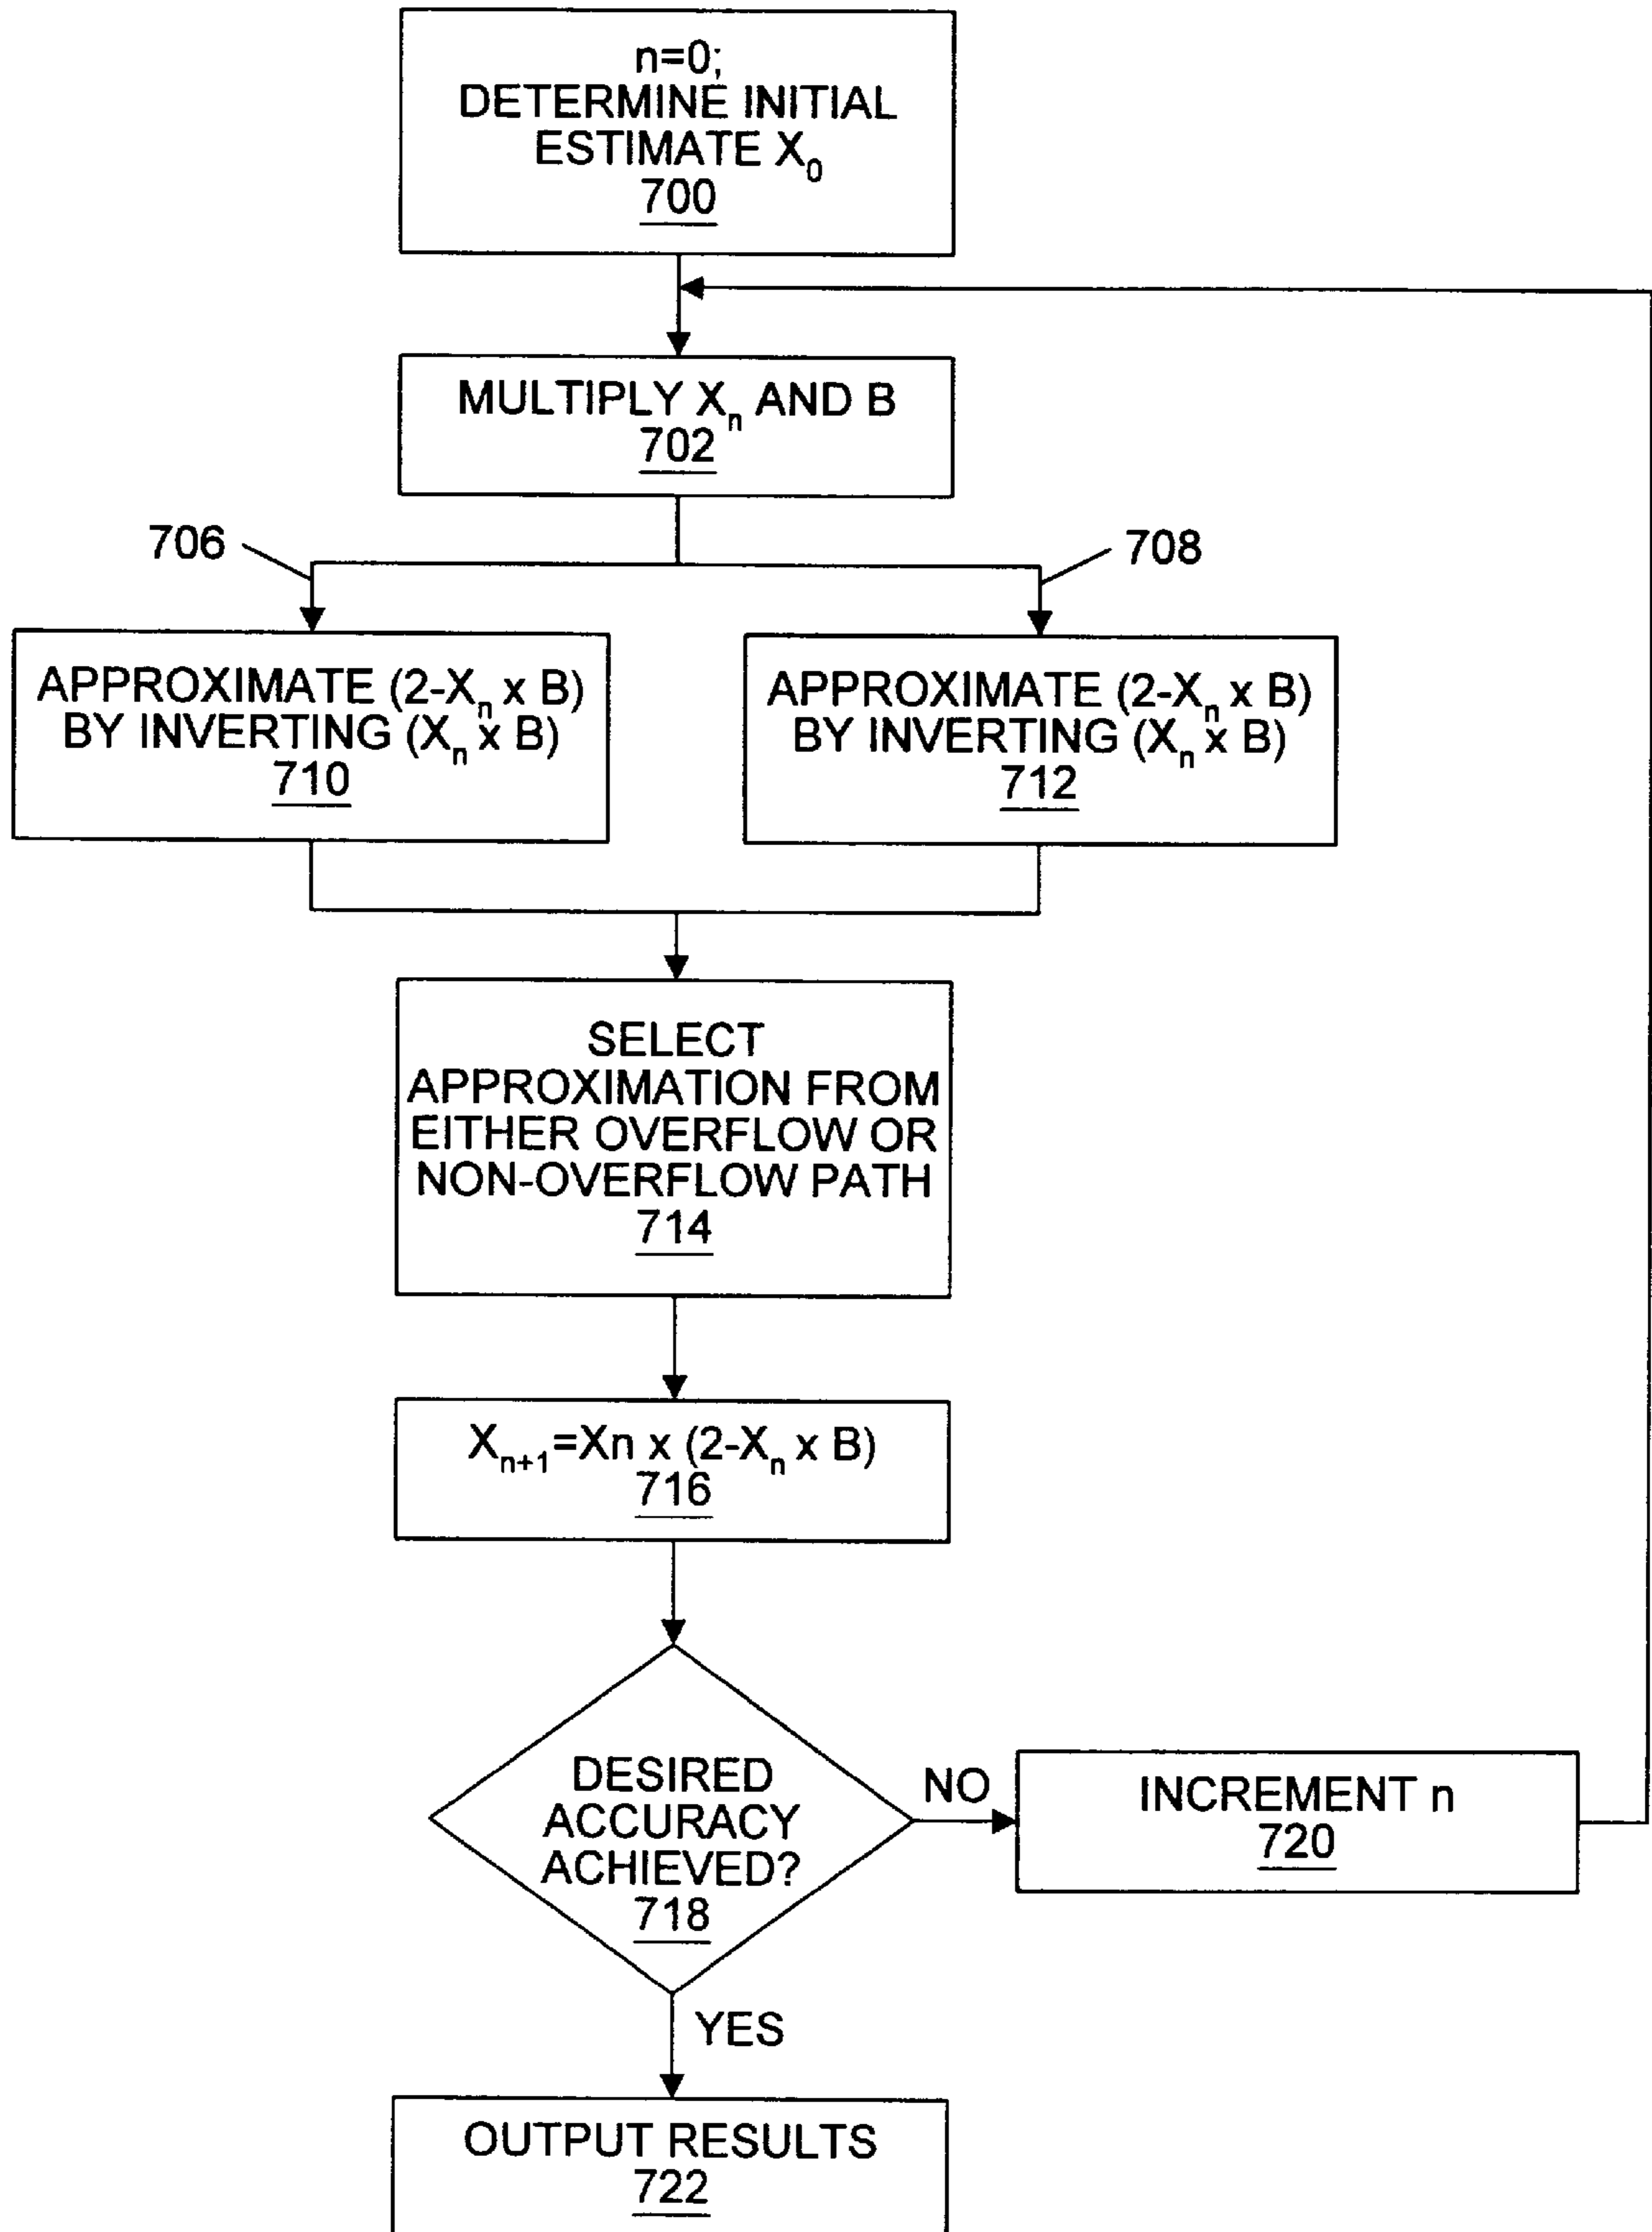 n=0;
DETERMINE INITIAL
ESTIMATE X₀
700
MULTIPLY Xₙ AND B
702
706
708
APPROXIMATE (2-Xₙ x B)
BY INVERTING (Xₙ x B)
710
APPROXIMATE (2-Xₙ x B)
BY INVERTING (Xₙ x B)
712
SELECT
APPROXIMATION FROM
EITHER OVERFLOW OR
NON-OVERFLOW PATH
714
Xₙ₊₁=Xn x (2-Xₙ x B)
716
DESIRED
ACCURACY
ACHIEVED?
718
NO
INCREMENT n
720
YES
OUTPUT RESULTS
722